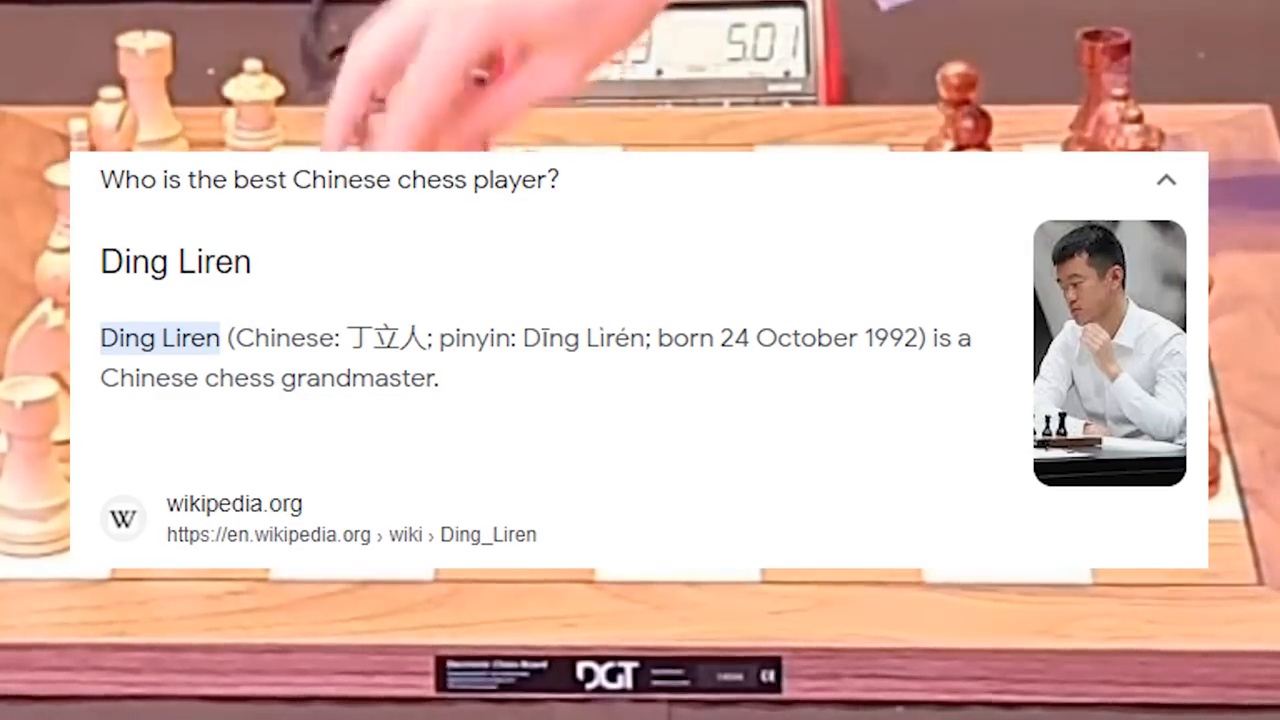 5.01
Who is the best Chinese chess player?
Ding Liren
Ding Liren (Chinese: 丁立人; pinyin: Dīng Lìrén; born 24 October 1992) is a
Chinese chess grandmaster.
W
wikipedia.org
https://en.wikipedia.org › wiki › Ding_Liren
DGT